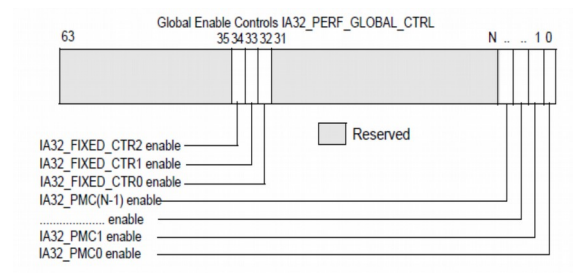 Global Enable Controls IA32_PERF_GLOBAL_CTRL
63 35 34 33 32 31 N .. .. 1 0
Reserved
IA32_FIXED_CTR2 enable
IA32_FIXED_CTR1 enable
IA32_FIXED_CTR0 enable
IA32_PMC(N-1) enable
.................... enable
IA32_PMC1 enable
IA32_PMC0 enable